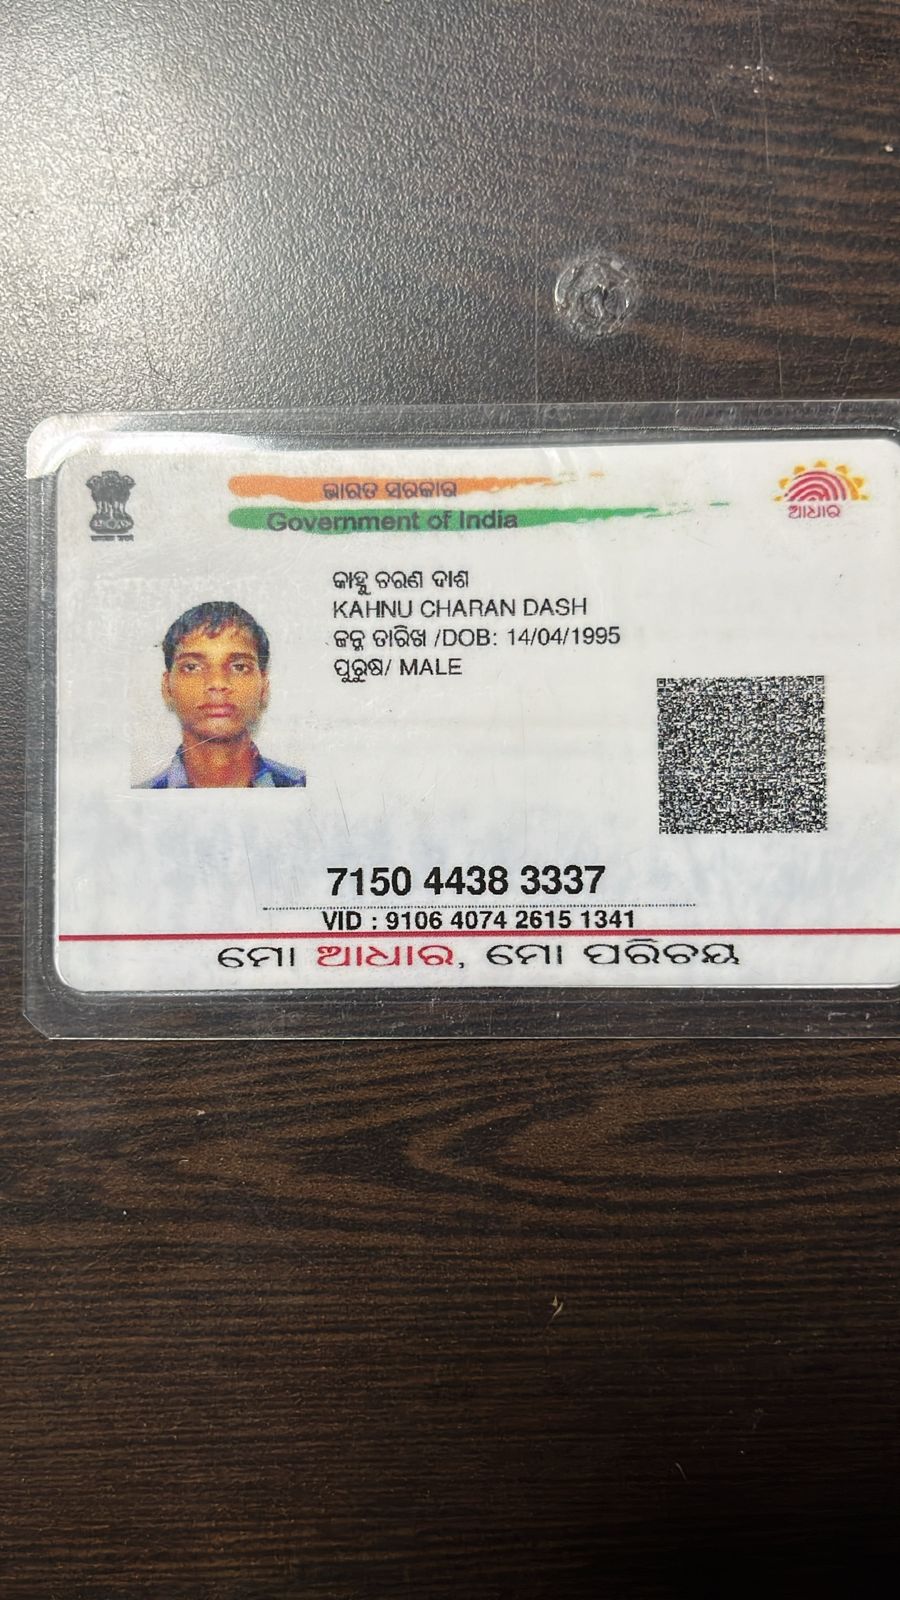 ଭାରତ ସରକାର
Government of India
ଆଧାର
କାହ୍ନୁ ଚରଣ ଦାଶ
KAHNU CHARAN DASH
ଜନ୍ମ ତାରିଖ /DOB: 14/04/1995
ପୁରୁଷ/ MALE
7150 4438 3337
VID : 9106 4074 2615 1341
ମୋ ଆଧାର, ମୋ ପରିଚୟ